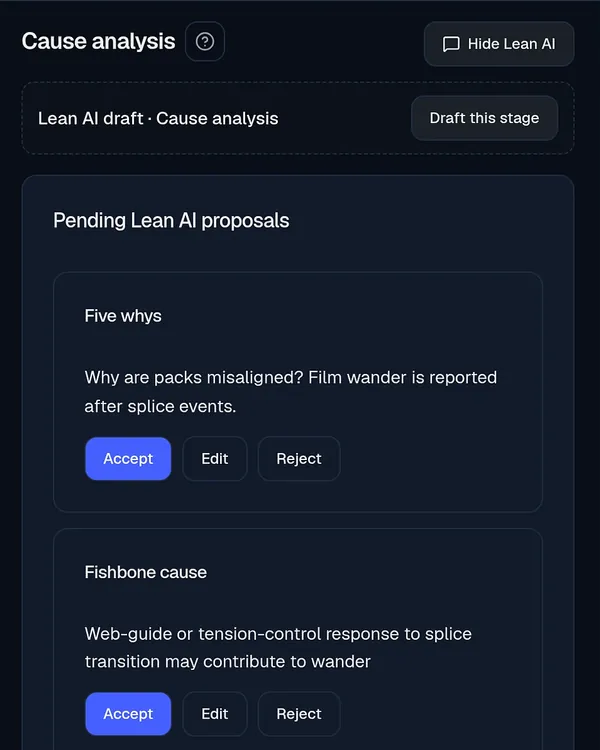 Cause analysis
Hide Lean AI
Lean AI draft · Cause analysis
Draft this stage
Pending Lean AI proposals
Five whys
Why are packs misaligned? Film wander is reported
after splice events.
Accept
Edit
Reject
Fishbone cause
Web-guide or tension-control response to splice
transition may contribute to wander
Accept
Edit
Reject